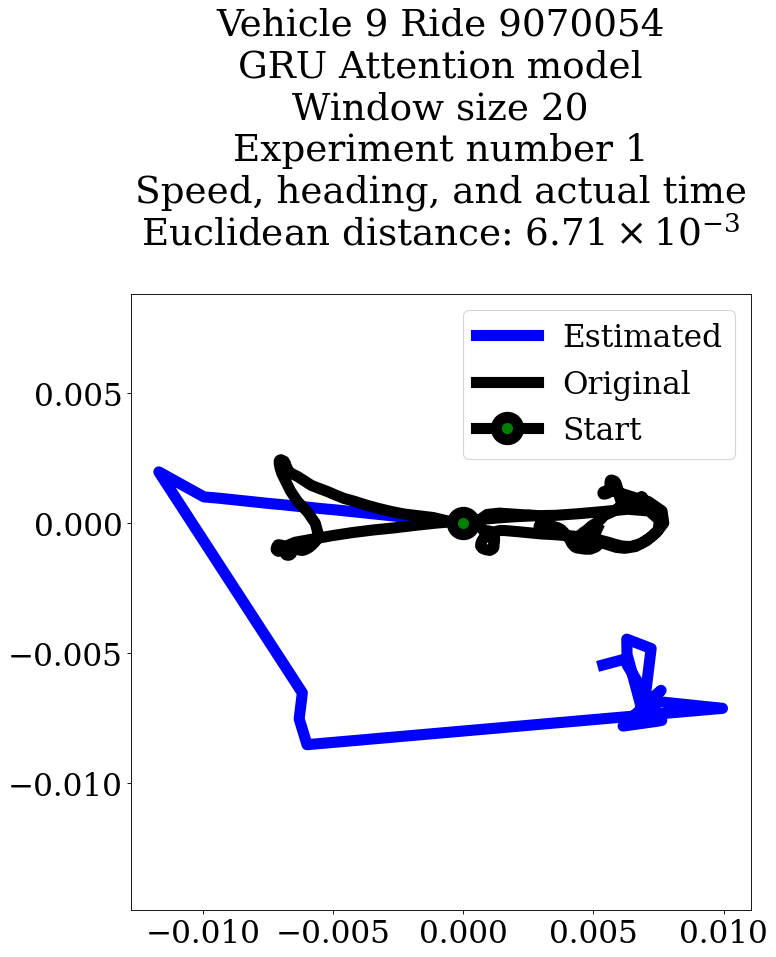 Vehicle 9 Ride 9070054
GRU Attention model
Window size 20
Experiment number 1
Speed, heading, and actual time
Euclidean distance: 6.71 × 10⁻³
Estimated
Original
Start
0.005
0.000
−0.005
−0.010
−0.010 −0.005 0.000 0.005 0.010